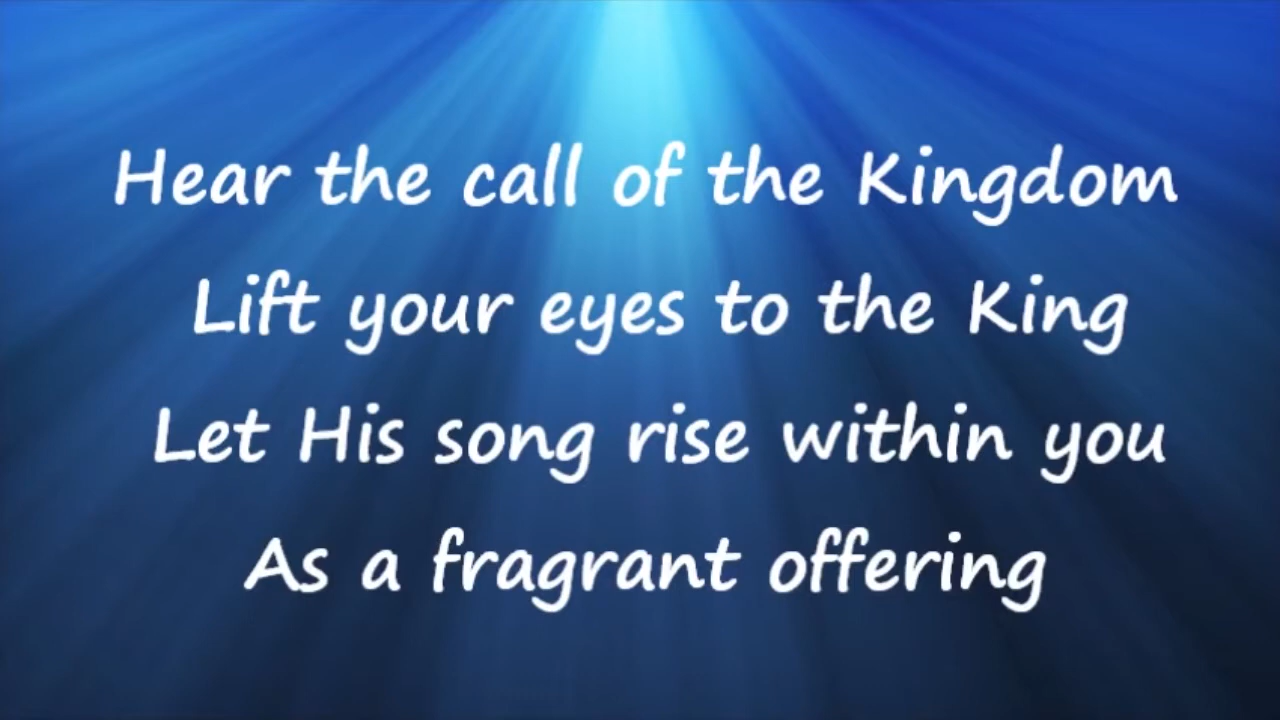 Hear the call of the Kingdom
Lift your eyes to the King
Let His song rise within you
As a fragrant offering